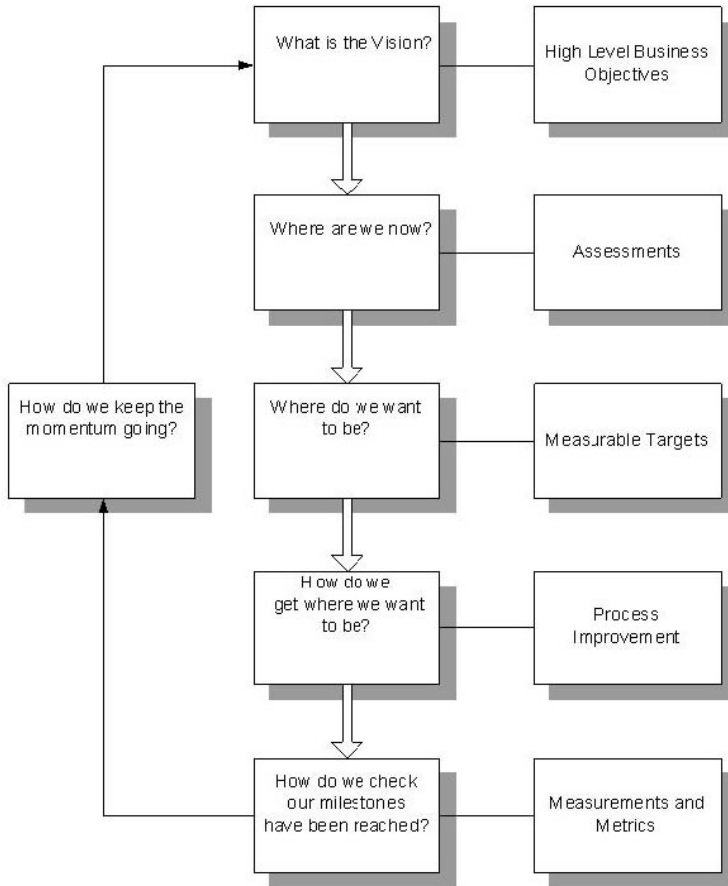 What is the Vision?
High Level Business
Objectives
Where are we now?
Assessments
How do we keep the
momentum going?
Where do we want
to be?
Measurable Targets
How do we
get where we want
to be?
Process
Improvement
How do we check
our milestones
have been reached?
Measurements and
Metrics